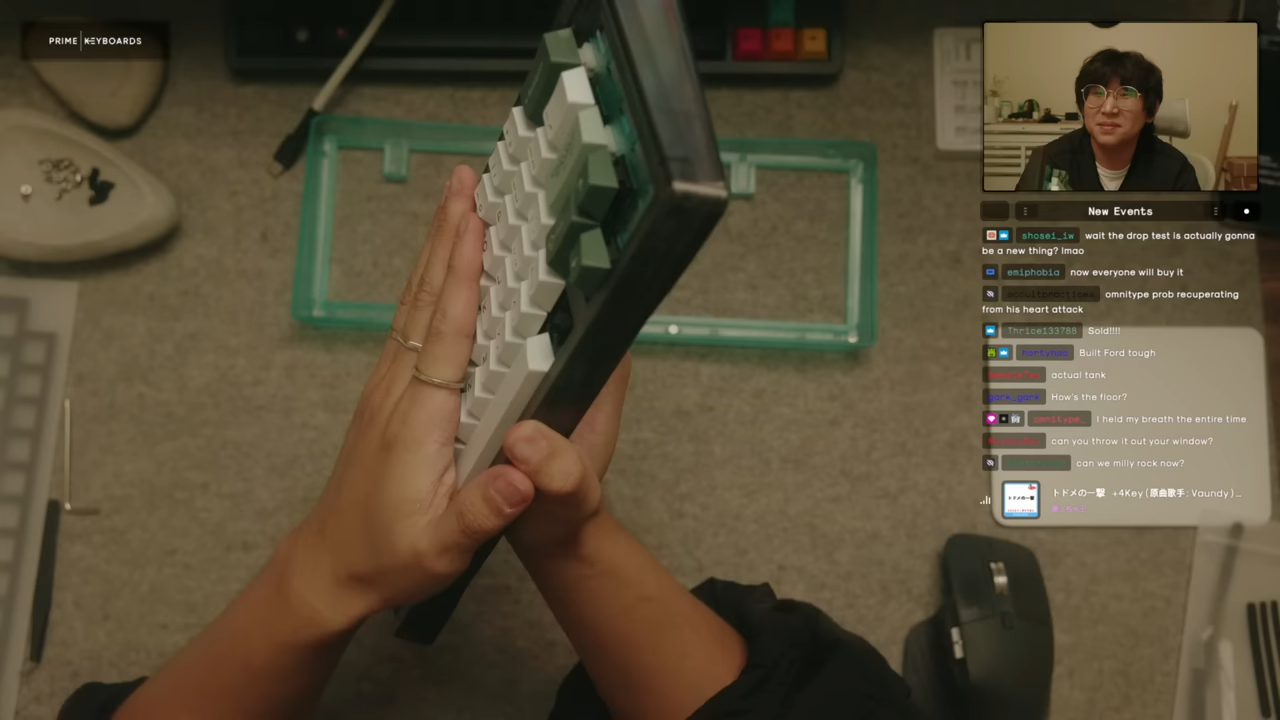 PRIME KEYBOARDS
New Events
shosei_iw wait the drop test is actually gonna
be a new thing? lmao
emiphobia now everyone will buy it
omnitype prob recuperating
from his heart attack
Thrice133788 Sold!!!!
Built Ford tough
actual tank
gark_gark How's the floor?
omnitype_ I held my breath the entire time
can you throw it out your window?
can we milly rock now?
トドメの一撃 +4Key (原曲歌手: Vaundy) ...